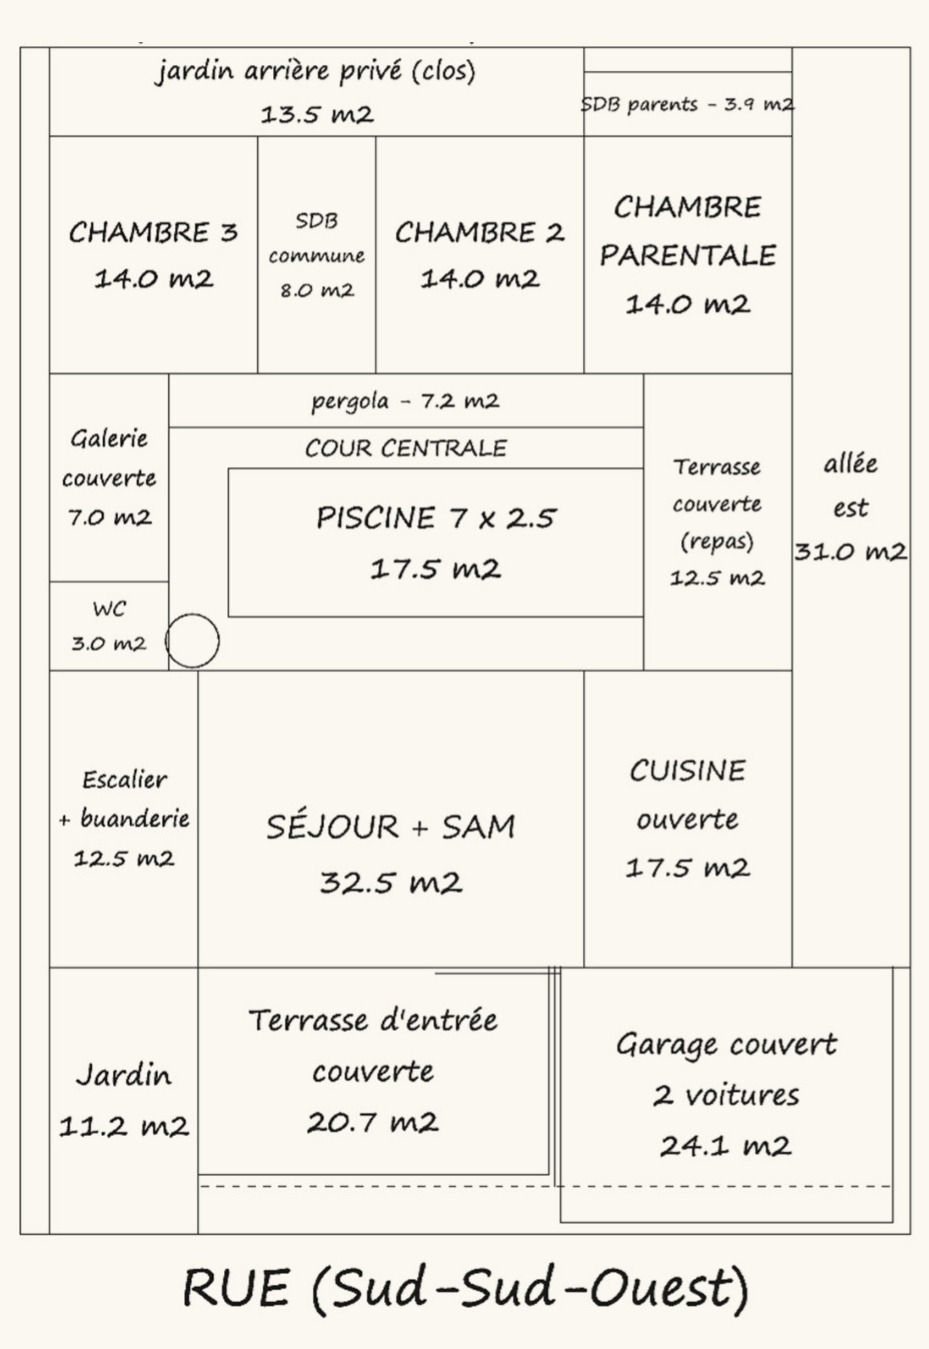 jardin arrière privé (clos)
13.5 m2
SDB parents - 3.9 m2
CHAMBRE 3
14.0 m2
SDB
commune
8.0 m2
CHAMBRE 2
14.0 m2
CHAMBRE
PARENTALE
14.0 m2
Galerie
couverte
7.0 m2
pergola - 7.2 m2
COUR CENTRALE
PISCINE 7 x 2.5
17.5 m2
Terrasse
couverte
(repas)
12.5 m2
allée
est
31.0 m2
WC
3.0 m2
Escalier
+ buanderie
12.5 m2
SÉJOUR + SAM
32.5 m2
CUISINE
ouverte
17.5 m2
Jardin
11.2 m2
Terrasse d'entrée
couverte
20.7 m2
Garage couvert
2 voitures
24.1 m2
RUE (Sud-Sud-Ouest)